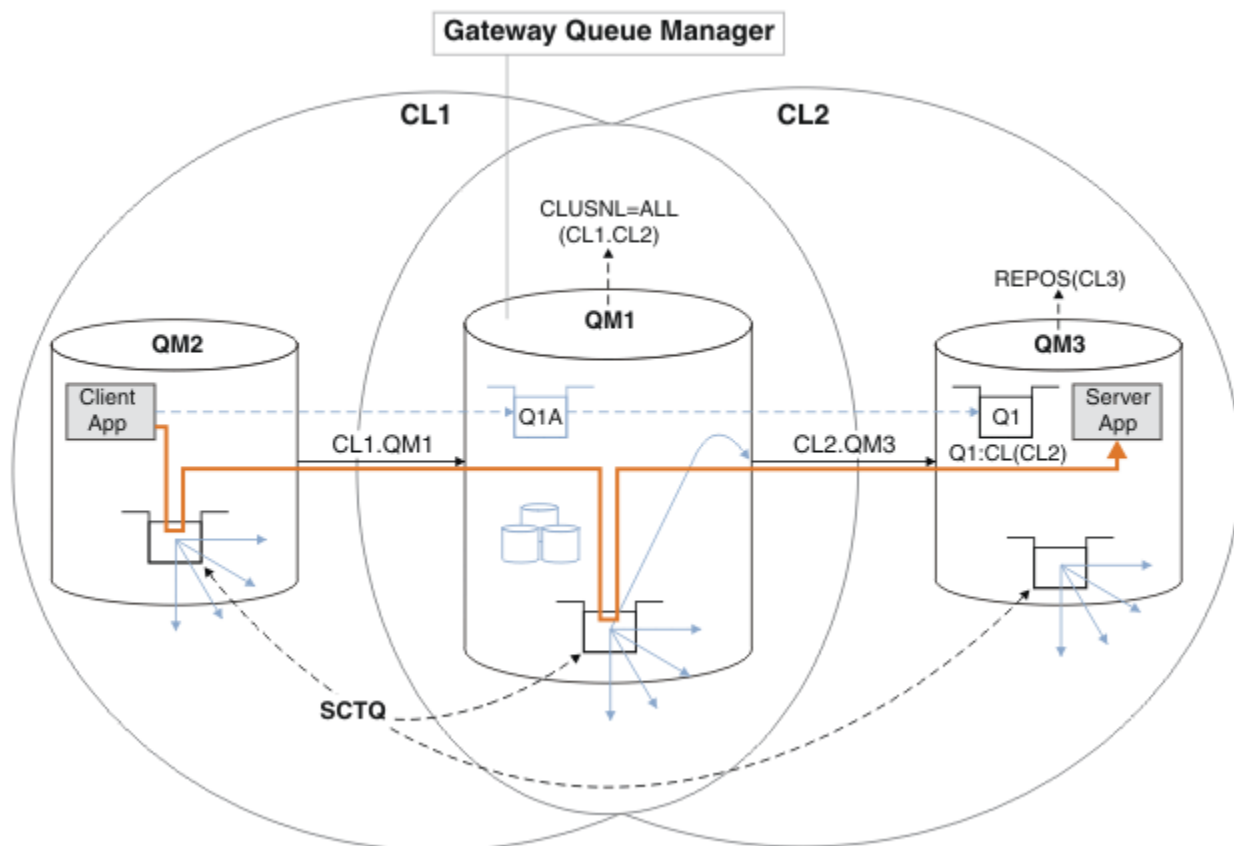 Gateway Queue Manager
CL1
CL2
CLUSNL=ALL
(CL1.CL2)
REPOS(CL3)
QM2
QM1
QM3
Client
App
Q1A
Q1
Server
App
CL1.QM1
CL2.QM3
Q1:CL(CL2)
SCTQ